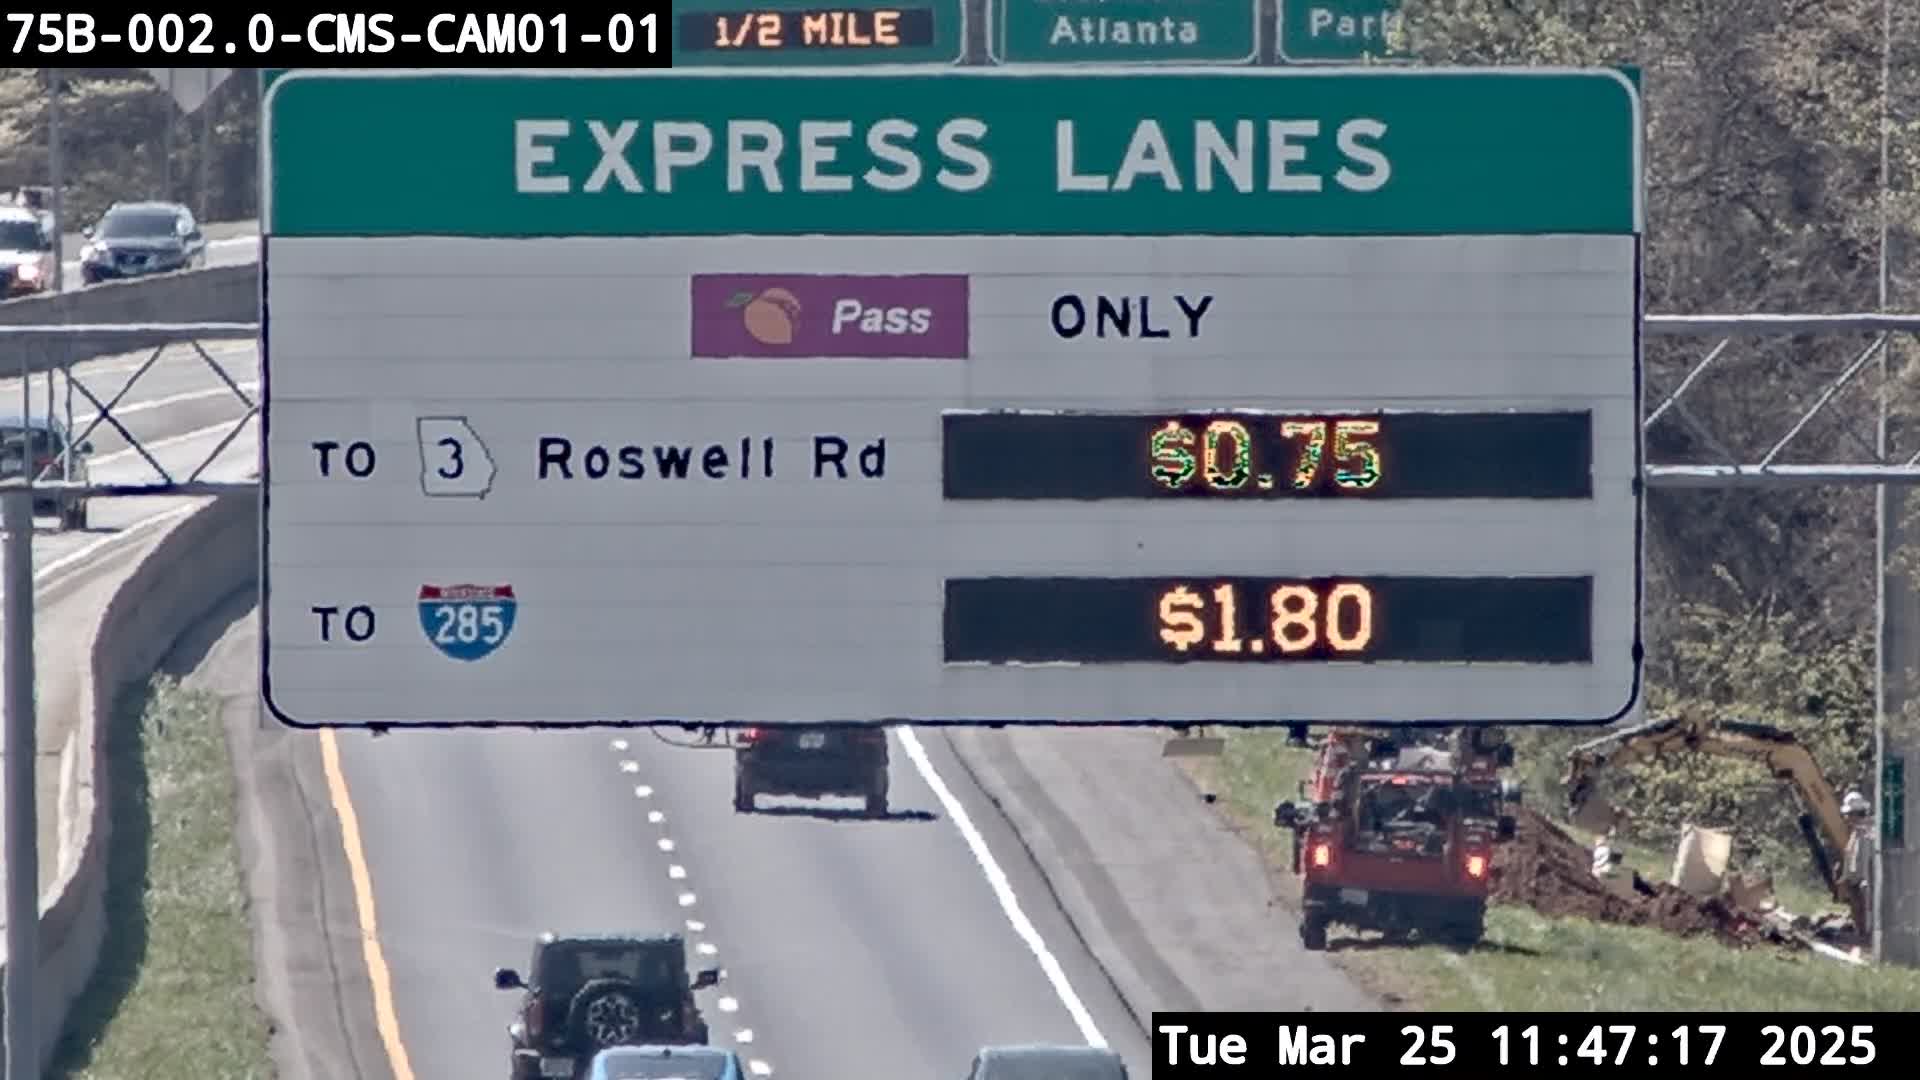 75B-002.0-CMS-CAM01-01
1/2 MILE
Atlanta
EXPRESS LANES
Pass ONLY
TO 3 Roswell Rd $0.75
TO 285 $1.80
Tue Mar 25 11:47:17 2025